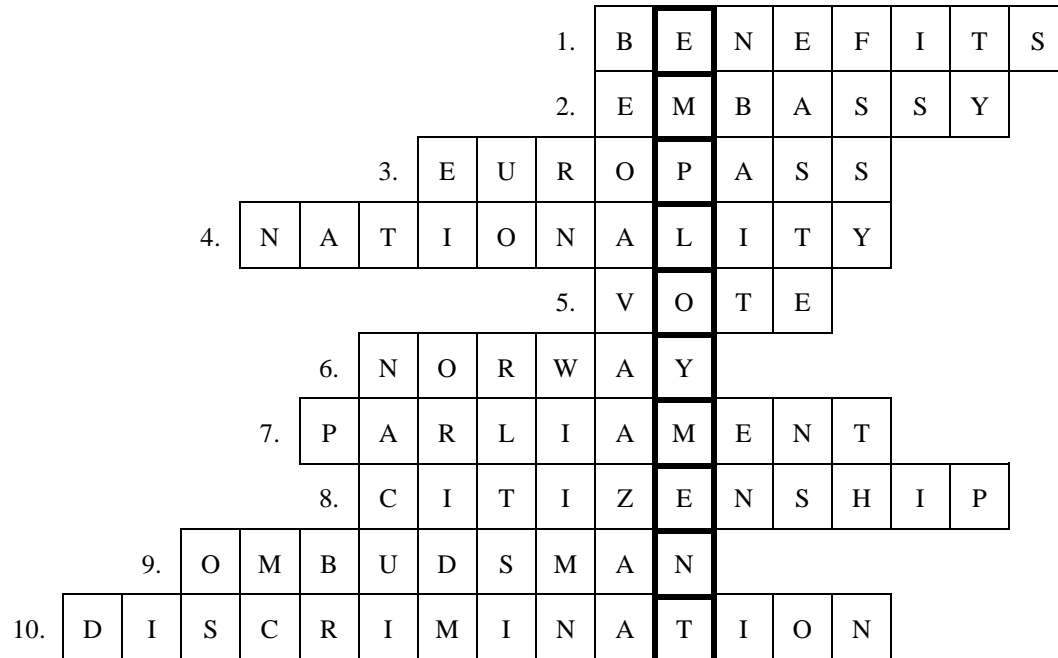 1. B E N E F I T S
2. E M B A S S Y
3. E U R O P A S S
4. N A T I O N A L I T Y
5. V O T E
6. N O R W A Y
7. P A R L I A M E N T
8. C I T I Z E N S H I P
9. O M B U D S M A N
10. D I S C R I M I N A T I O N